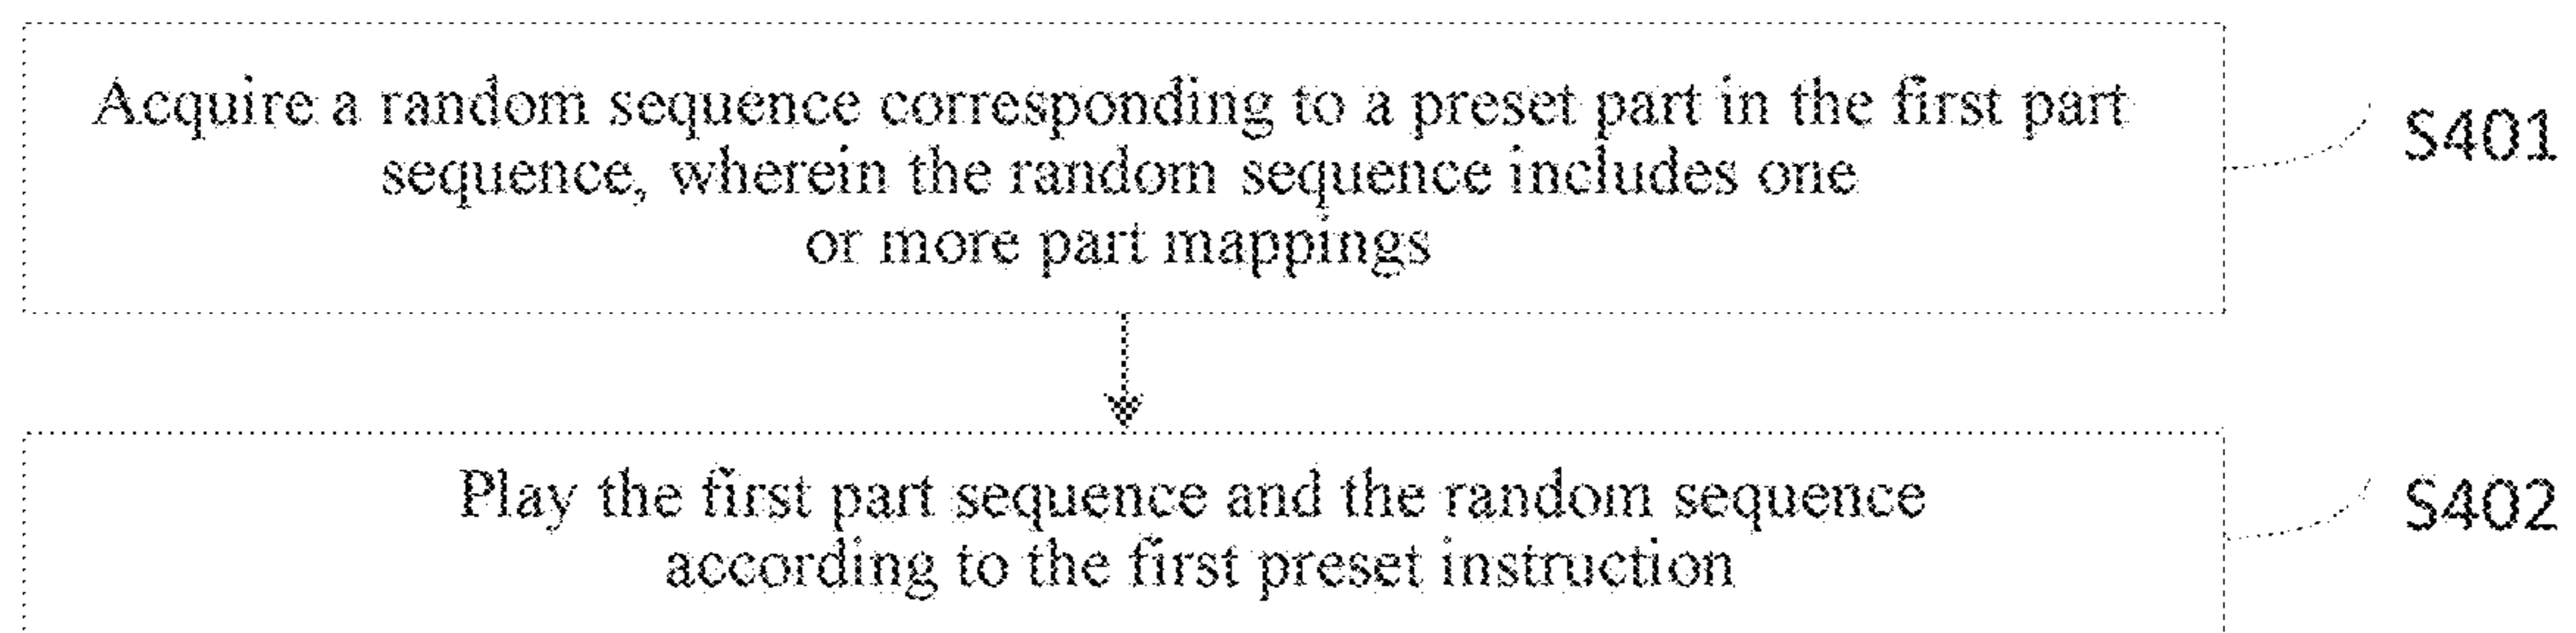 Acquire a random sequence corresponding to a preset part in the first part
sequence, wherein the random sequence includes one
or more part mappings
S401
Play the first part sequence and the random sequence
according to the first preset instruction
S402